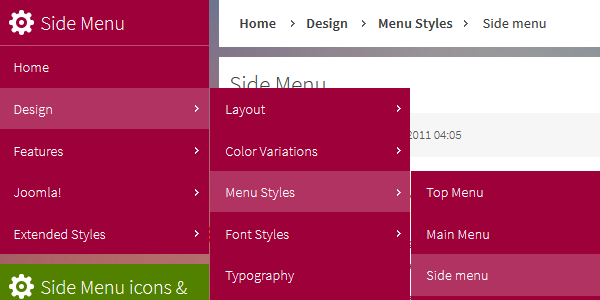 Side Menu
Home
Design
Features
Joomla!
Extended Styles
Side Menu icons &
Home > Design > Menu Styles > Side menu
Side Menu
2011 04:05
Layout
Color Variations
Menu Styles
Font Styles
Typography
Top Menu
Main Menu
Side menu